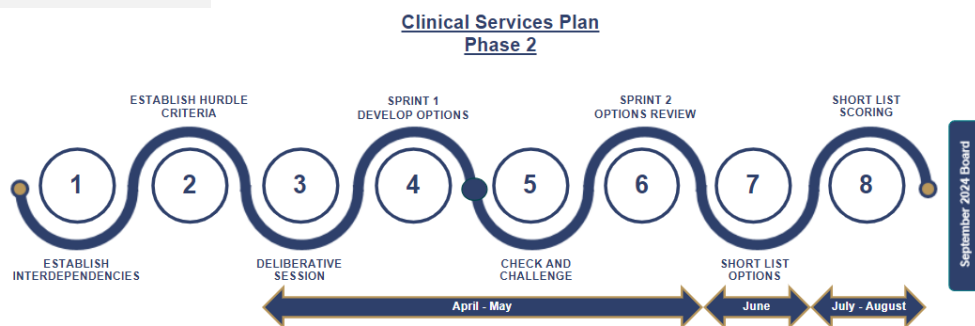 Clinical Services Plan
Phase 2
ESTABLISH HURDLE
CRITERIA
SPRINT 1
DEVELOP OPTIONS
SPRINT 2
OPTIONS REVIEW
SHORT LIST
SCORING
1
2
3
4
5
6
7
8
September 2024 Board
ESTABLISH
INTERDEPENDENCIES
DELIBERATIVE
SESSION
CHECK AND
CHALLENGE
SHORT LIST
OPTIONS
April - May
June
July - August